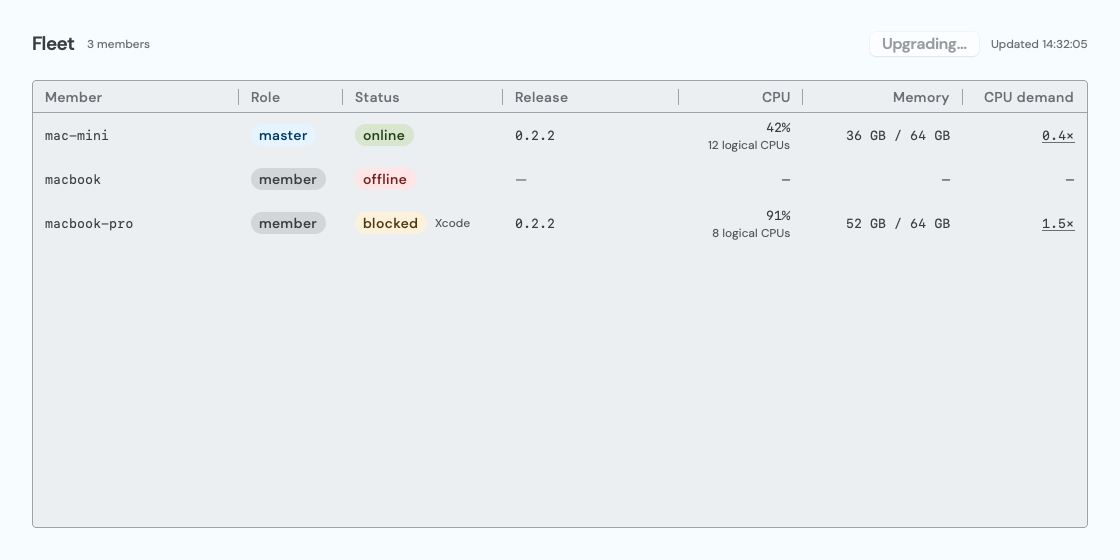 Fleet 3 members Upgrading... Updated 14:32:05
Member Role Status Release CPU Memory CPU demand
mac-mini master online 0.2.2 42% 36 GB / 64 GB 0.4×
12 logical CPUs
macbook member offline — — — —
macbook-pro member blocked Xcode 0.2.2 91% 52 GB / 64 GB 1.5×
8 logical CPUs